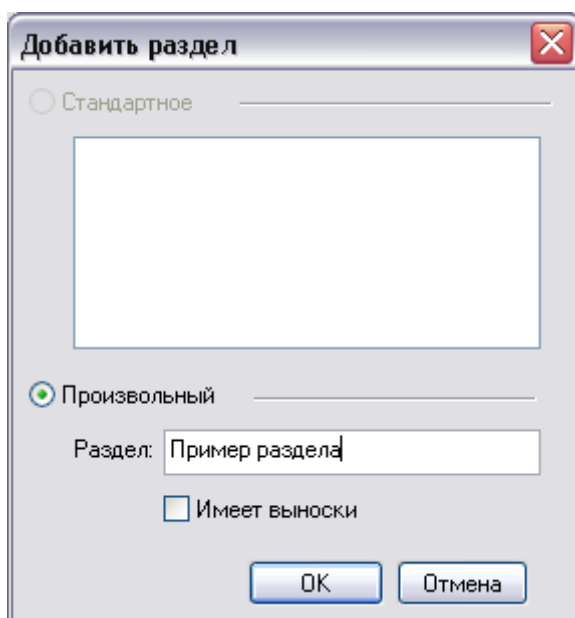 Добавить раздел
Стандартное
Произвольный
Раздел: Пример раздела
Имеет выноски
OK Отмена